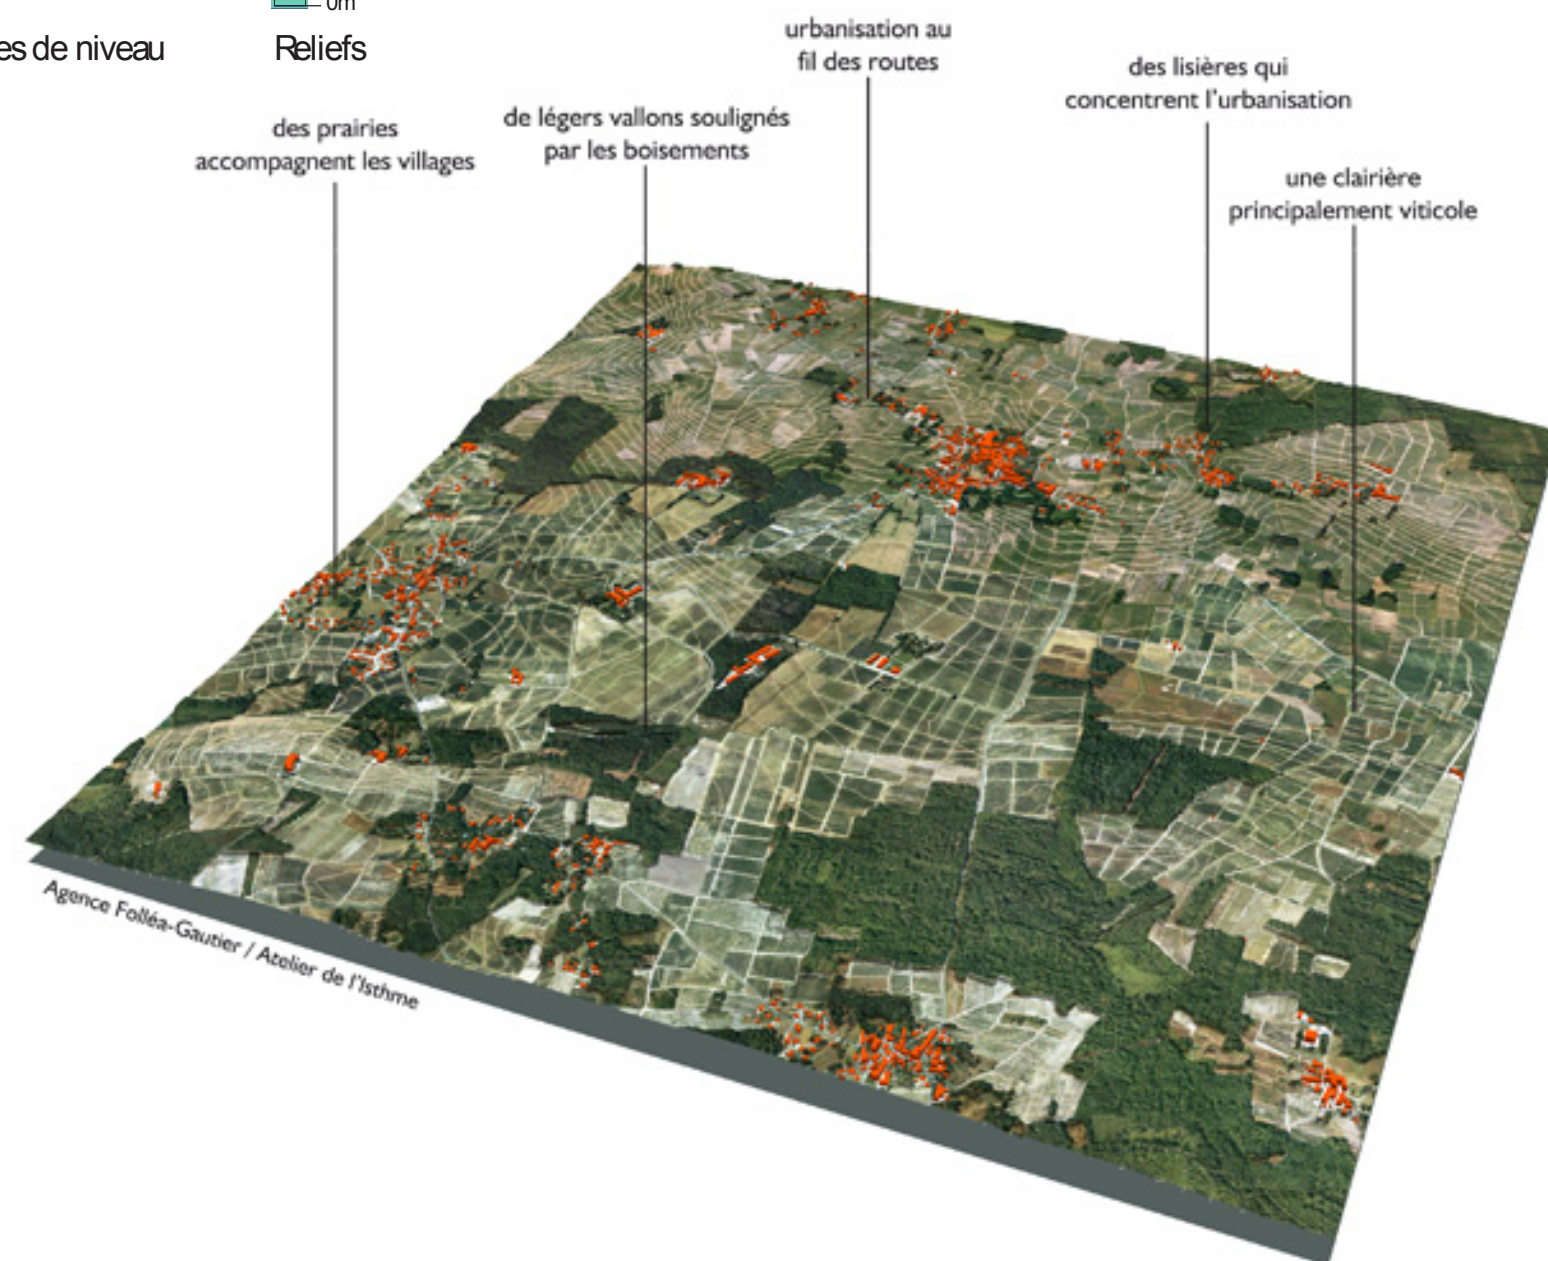 0m
es de niveau
Reliefs
urbanisation au
fil des routes
des lisières qui
concentrent l'urbanisation
de légers vallons soulignés
par les boisements
des prairies
accompagnent les villages
une clairière
principalement viticole
Agence Folléa-Gautier / Atelier de l'Isthme